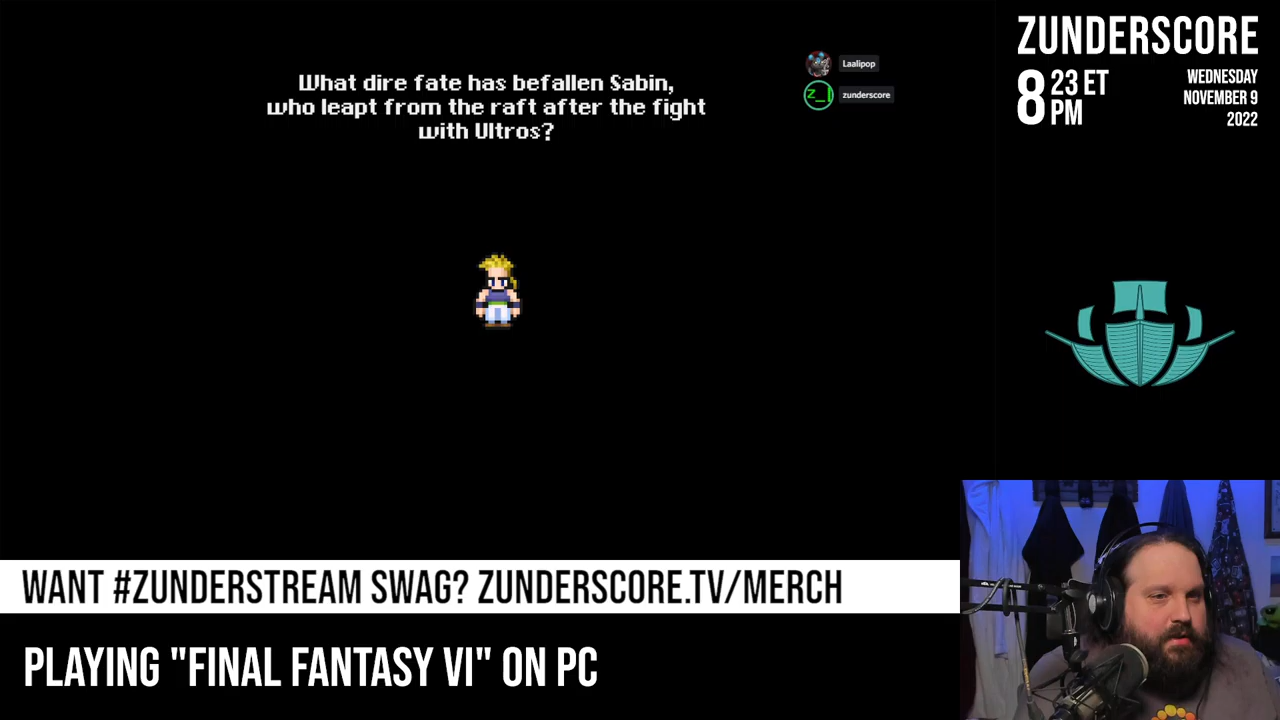 What dire fate has befallen Sabin,
who leapt from the raft after the fight
with Ultros?
Laalipop
z_
zunderscore
ZUNDERSCORE
8 23 ET
PM
WEDNESDAY
NOVEMBER 9
2022
WANT #ZUNDERSTREAM SWAG? ZUNDERSCORE.TV/MERCH
PLAYING "FINAL FANTASY VI" ON PC